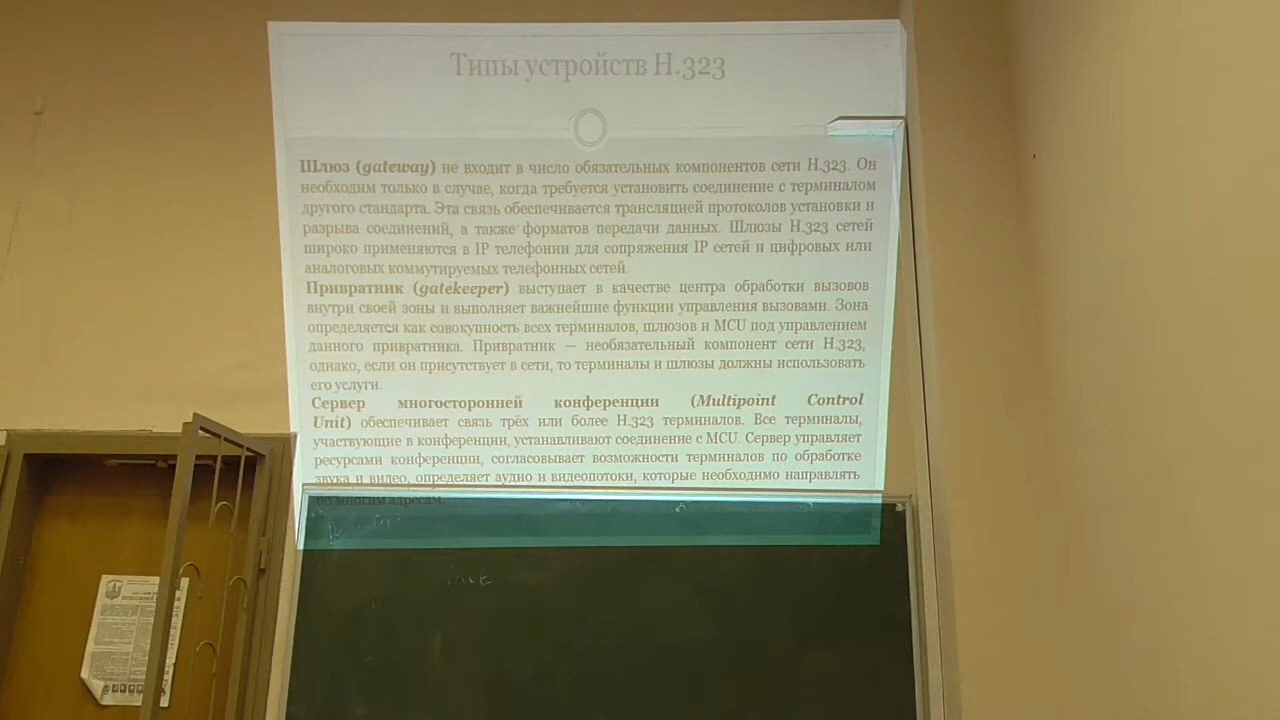 Типы устройств H.323
Шлюз (gateway) не входит в число обязательных компонентов сети H.323. Он
необходим только в случае, когда требуется установить соединение с терминалом
другого стандарта. Эта связь обеспечивается трансляцией протоколов установки и
разрыва соединений, а также форматов передачи данных. Шлюзы H.323 сетей
широко применяются в IP телефонии для сопряжения IP сетей и цифровых или
аналоговых коммутируемых телефонных сетей.
Привратник (gatekeeper) выступает в качестве центра обработки вызовов
внутри своей зоны и выполняет важнейшие функции управления вызовами. Зона
определяется как совокупность всех терминалов, шлюзов и MCU под управлением
данного привратника. Привратник — необязательный компонент сети H.323,
однако, если он присутствует в сети, то терминалы и шлюзы должны использовать
его услуги.
Сервер многосторонней конференции (Multipoint Control
Unit) обеспечивает связь трёх или более H.323 терминалов. Все терминалы,
участвующие в конференции, устанавливают соединение с MCU. Сервер управляет
ресурсами конференции, согласовывает возможности терминалов по обработке
звука и видео, определяет аудио и видеопотоки, которые необходимо направлять
по многим адресам.